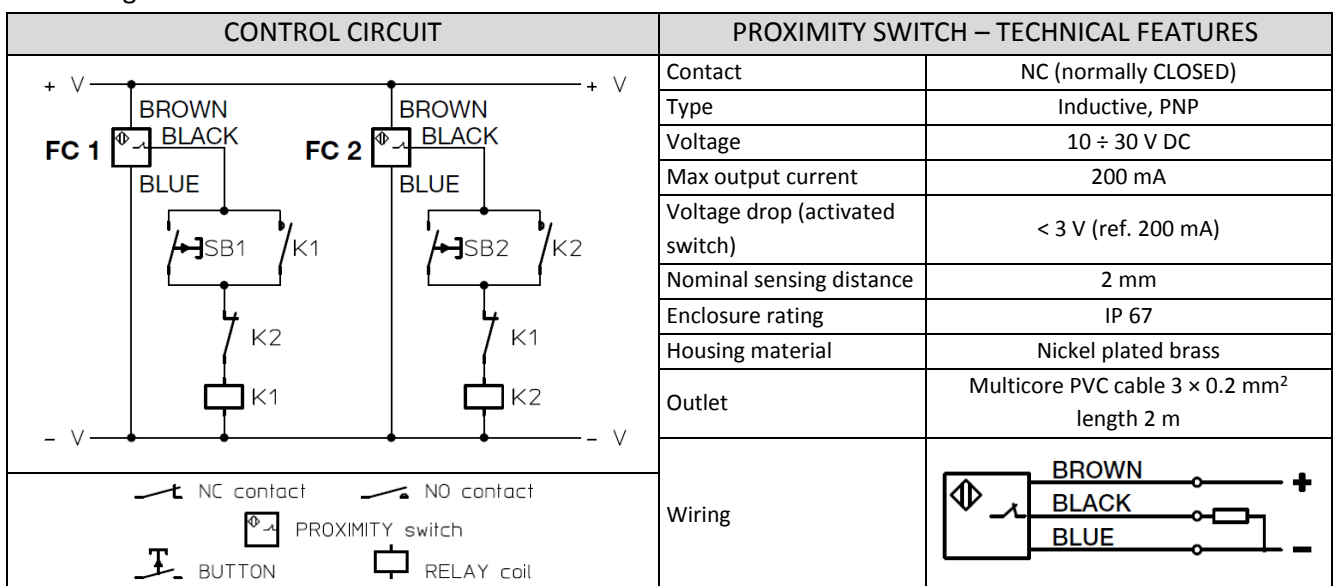 CONTROL CIRCUIT
PROXIMITY SWITCH – TECHNICAL FEATURES
+ V
+ V
BROWN
BLACK
FC 1
BLUE
SB1
K1
K2
K1
BROWN
BLACK
FC 2
BLUE
SB2
K2
K1
K2
– V
– V
NC contact
NO contact
PROXIMITY switch
BUTTON
RELAY coil
Contact
NC (normally CLOSED)
Type
Inductive, PNP
Voltage
10 ÷ 30 V DC
Max output current
200 mA
Voltage drop (activated
switch)
< 3 V (ref. 200 mA)
Nominal sensing distance
2 mm
Enclosure rating
IP 67
Housing material
Nickel plated brass
Outlet
Multicore PVC cable 3 × 0.2 mm²
length 2 m
Wiring
BROWN
+
BLACK
BLUE
–